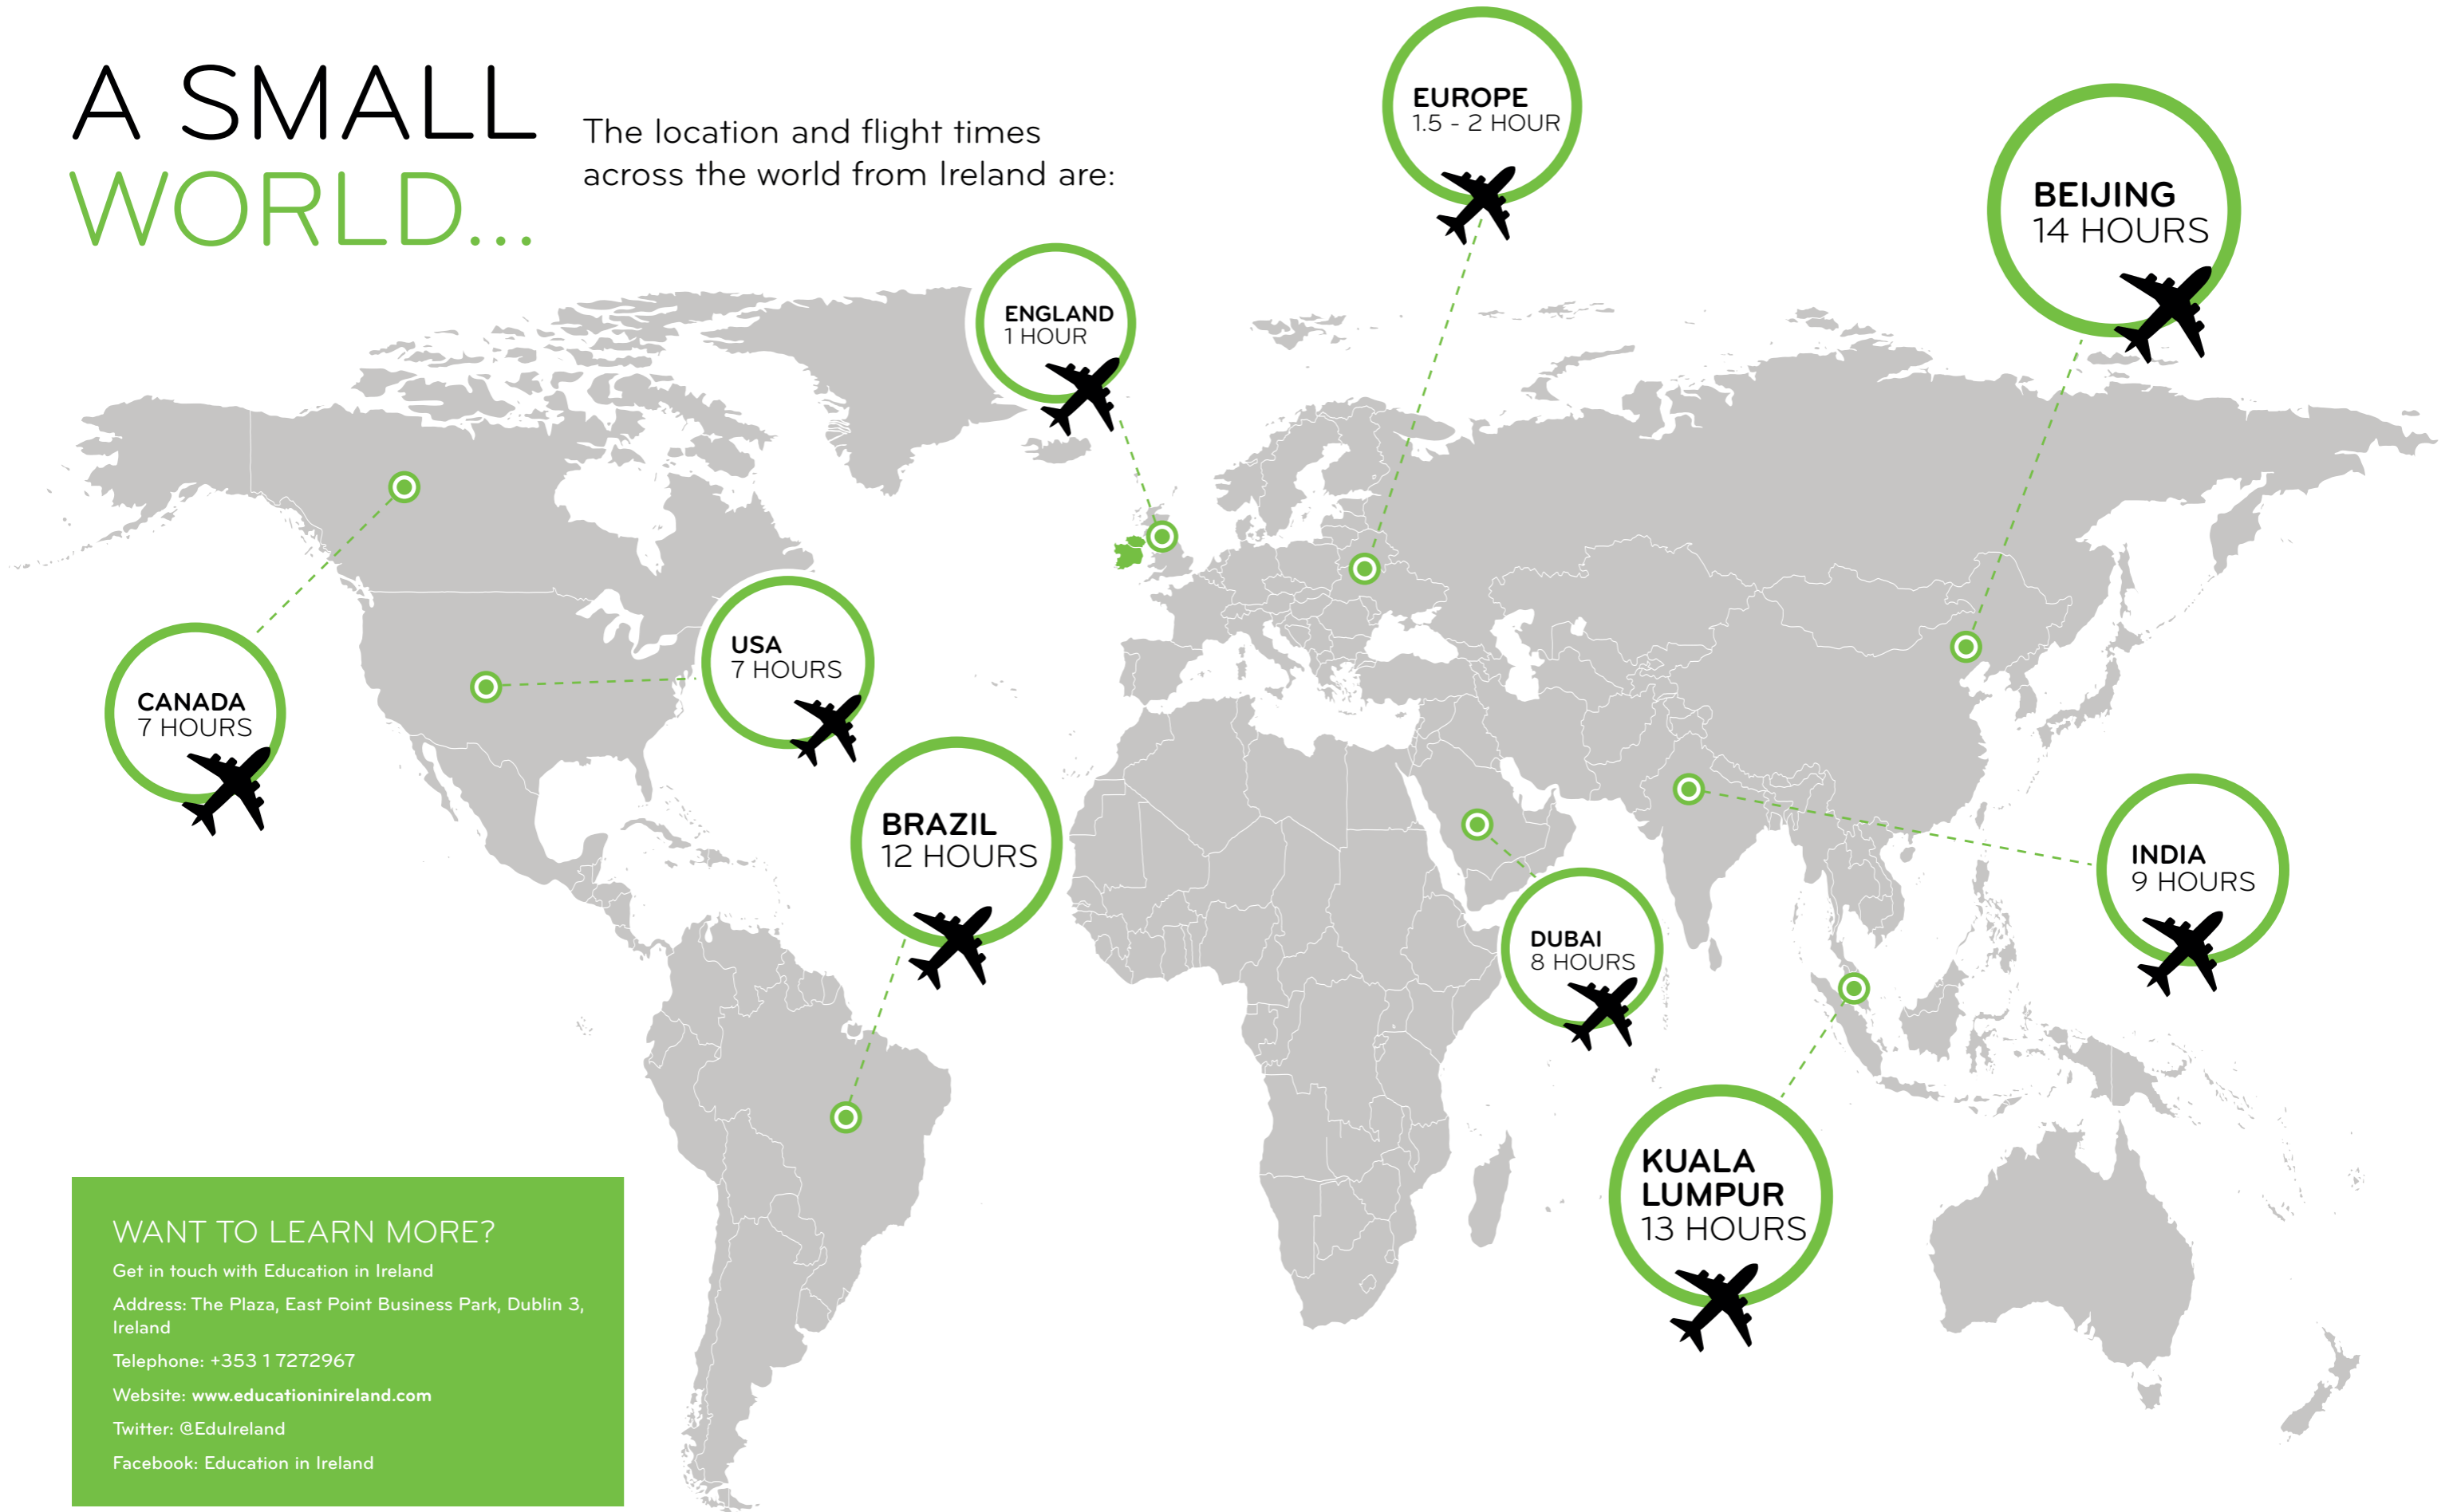 A SMALL
WORLD...
The location and flight times
across the world from Ireland are:
EUROPE
1.5 - 2 HOUR
BEIJING
14 HOURS
ENGLAND
1 HOUR
USA
7 HOURS
CANADA
7 HOURS
BRAZIL
12 HOURS
INDIA
9 HOURS
DUBAI
8 HOURS
KUALA
LUMPUR
13 HOURS
WANT TO LEARN MORE?
Get in touch with Education in Ireland
Address: The Plaza, East Point Business Park, Dublin 3,
Ireland
Telephone: +353 1 7272967
Website: www.educationinireland.com
Twitter: @EduIreland
Facebook: Education in Ireland